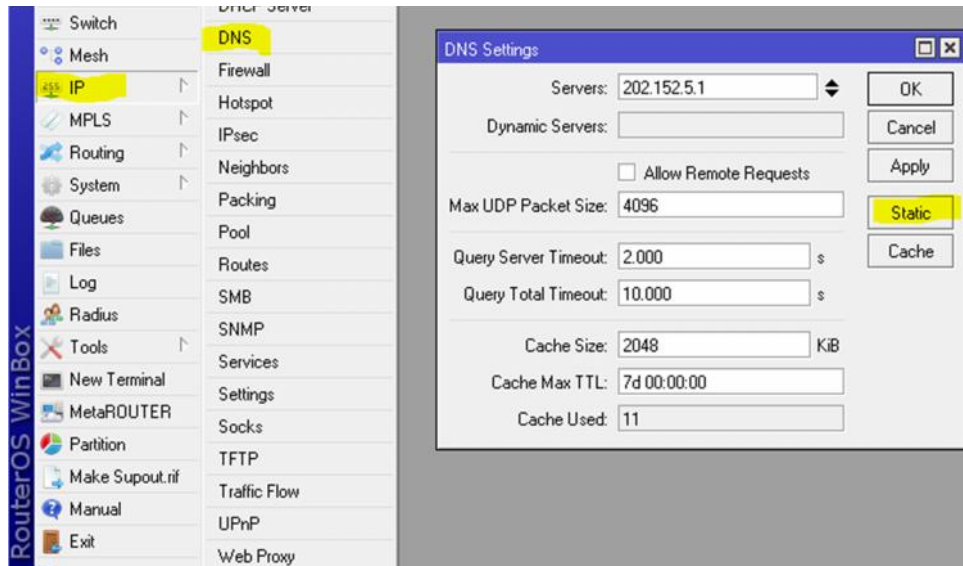 Switch
Mesh
255 IP
MPLS
Routing
System
Queues
Files
Log
Radius
Tools
New Terminal
MetaROUTER
Partition
Make Supout.rif
Manual
Exit
RouterOS WinBox
DHCP Server
DNS
Firewall
Hotspot
IPsec
Neighbors
Packing
Pool
Routes
SMB
SNMP
Services
Settings
Socks
TFTP
Traffic Flow
UPnP
Web Proxy
DNS Settings
Servers: 202.152.5.1
Dynamic Servers:
Allow Remote Requests
Max UDP Packet Size: 4096
Query Server Timeout: 2.000 s
Query Total Timeout: 10.000 s
Cache Size: 2048 KiB
Cache Max TTL: 7d 00:00:00
Cache Used: 11
OK
Cancel
Apply
Static
Cache